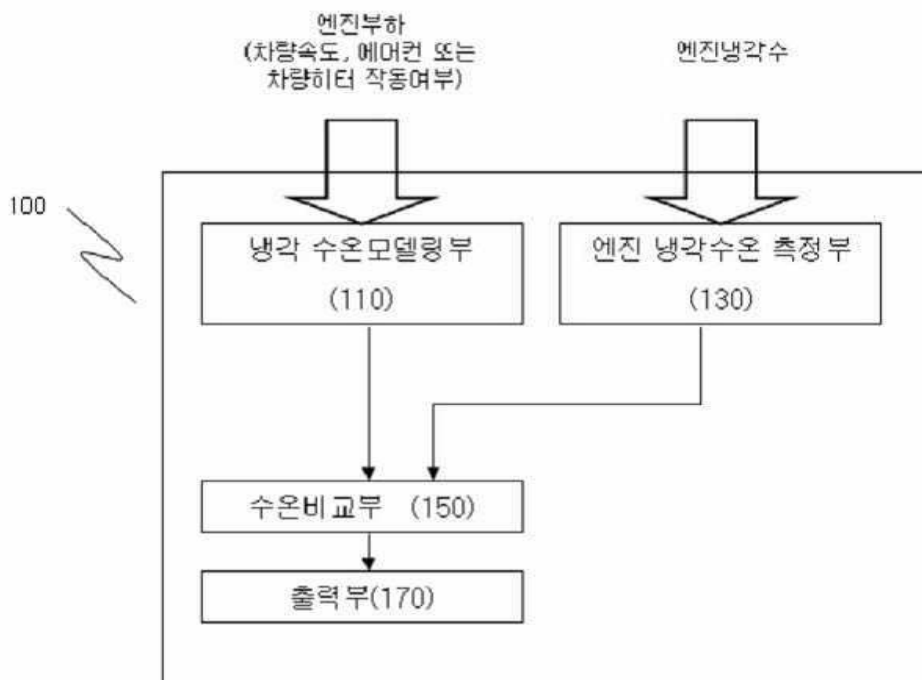 엔진부하
(차량속도, 에어컨 또는
차량히터 작동여부)
엔진냉각수
100
냉각 수온모델링부
(110)
엔진 냉각수온 측정부
(130)
수온비교부 (150)
출력부(170)